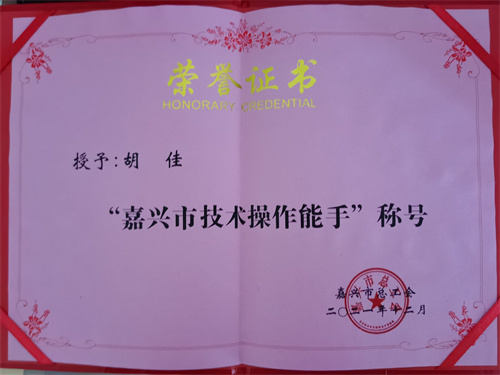 荣誉证书
HONORARY CREDENTIAL
授予:胡 佳
“嘉兴市技术操作能手”称号
嘉兴市总工会
二〇二一年十二月